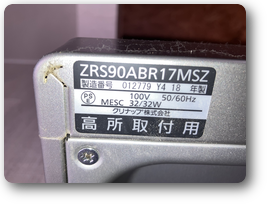 ZRS90ABR17MSZ
製造番号 012779 Y4 18 年製
PS E 100V 50/60Hz
MESC 32/32W
クリナップ株式会社
高所取付用